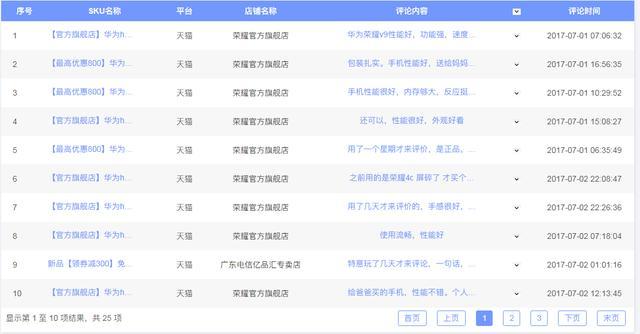 序号 SKU名称 平台 店铺名称 评论内容 评论时间
1 【官方旗舰店】华为h... 天猫 荣耀官方旗舰店 华为荣耀v9性能好，功能强，速度... 2017-07-01 07:06:32
2 【最高优惠800】华为... 天猫 荣耀官方旗舰店 包装扎实。手机性能好，送给妈妈... 2017-07-01 16:56:35
3 【最高优惠800】华为... 天猫 荣耀官方旗舰店 手机性能很好，内存够大，反应挺... 2017-07-01 10:29:52
4 【官方旗舰店】华为h... 天猫 荣耀官方旗舰店 还可以，性能很好，外观好看 2017-07-01 15:08:27
5 【最高优惠800】华为... 天猫 荣耀官方旗舰店 用了一个星期才来评价，是正品。... 2017-07-01 06:35:49
6 【官方旗舰店】华为h... 天猫 荣耀官方旗舰店 之前用的是荣耀4c 屏碎了 才买个... 2017-07-02 22:08:47
7 【官方旗舰店】华为h... 天猫 荣耀官方旗舰店 用了几天才来评价的，手感很好，... 2017-07-02 22:26:36
8 【官方旗舰店】华为h... 天猫 荣耀官方旗舰店 使用流畅，性能好 2017-07-02 07:18:04
9 新品【领券减300】免... 天猫 广东电信亿品汇专卖店 特意玩了几天才来评论，一句话，... 2017-07-02 01:01:16
10 【官方旗舰店】华为h... 天猫 荣耀官方旗舰店 给爸爸买的手机，性能不错。个人... 2017-07-02 12:13:45
显示第 1 至 10 项结果，共 25 项 首页 上页 1 2 3 下页 末页